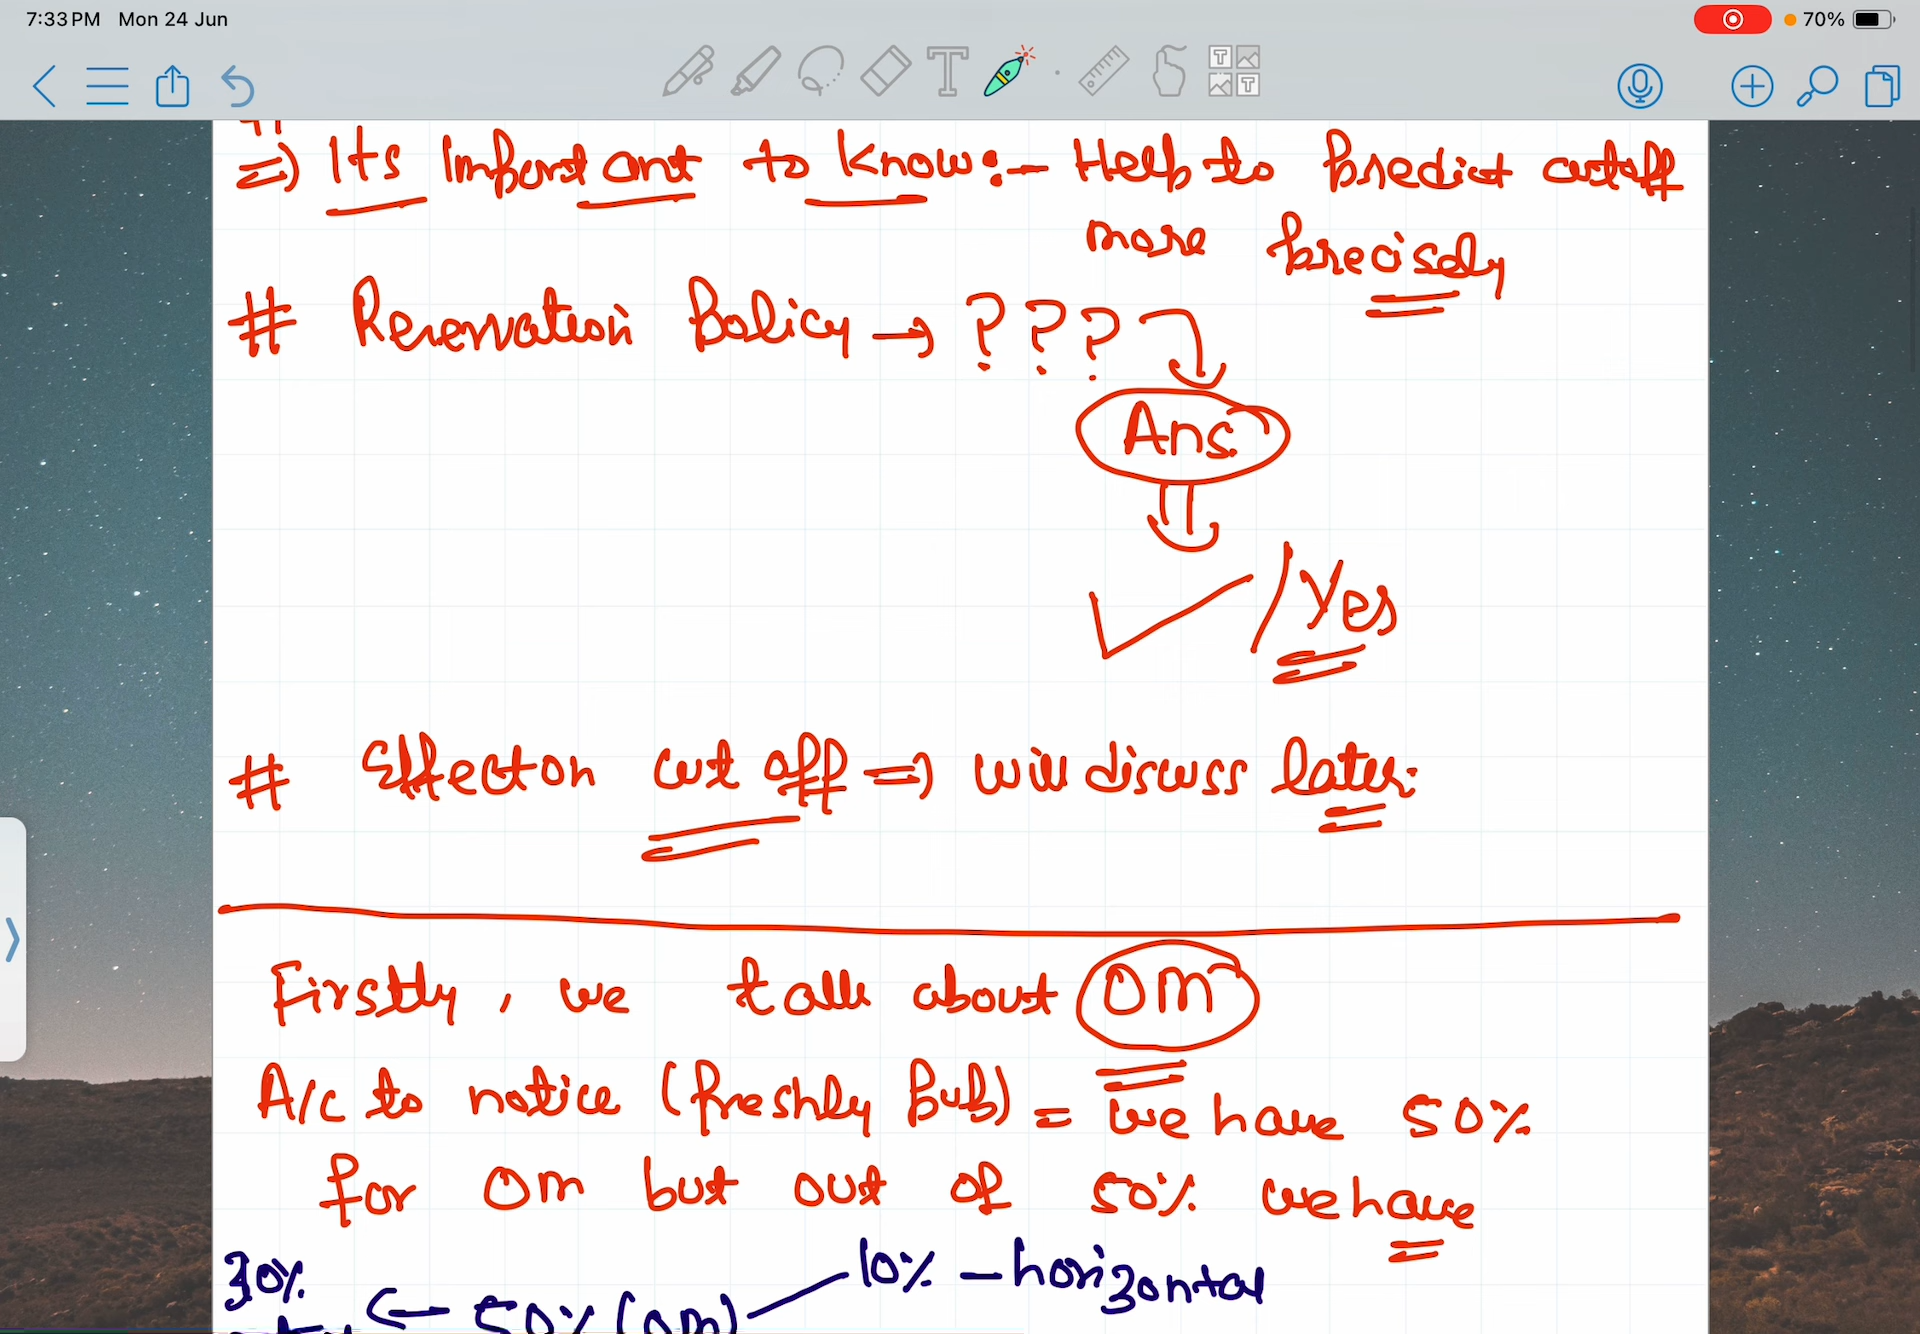 7:33 PM Mon 24 Jun
70%
=) Its Important to know:- Help to predict cutoff
more precisely
# Reservation Policy → ???
Ans
✓/Yes
# Effect on cut off => will discuss later:
Firstly, we talk about OM
A/c to notice (freshly Pub) = we have 50%
for OM but out of 50% we have
30%
50% (OM)
10% - horizontal